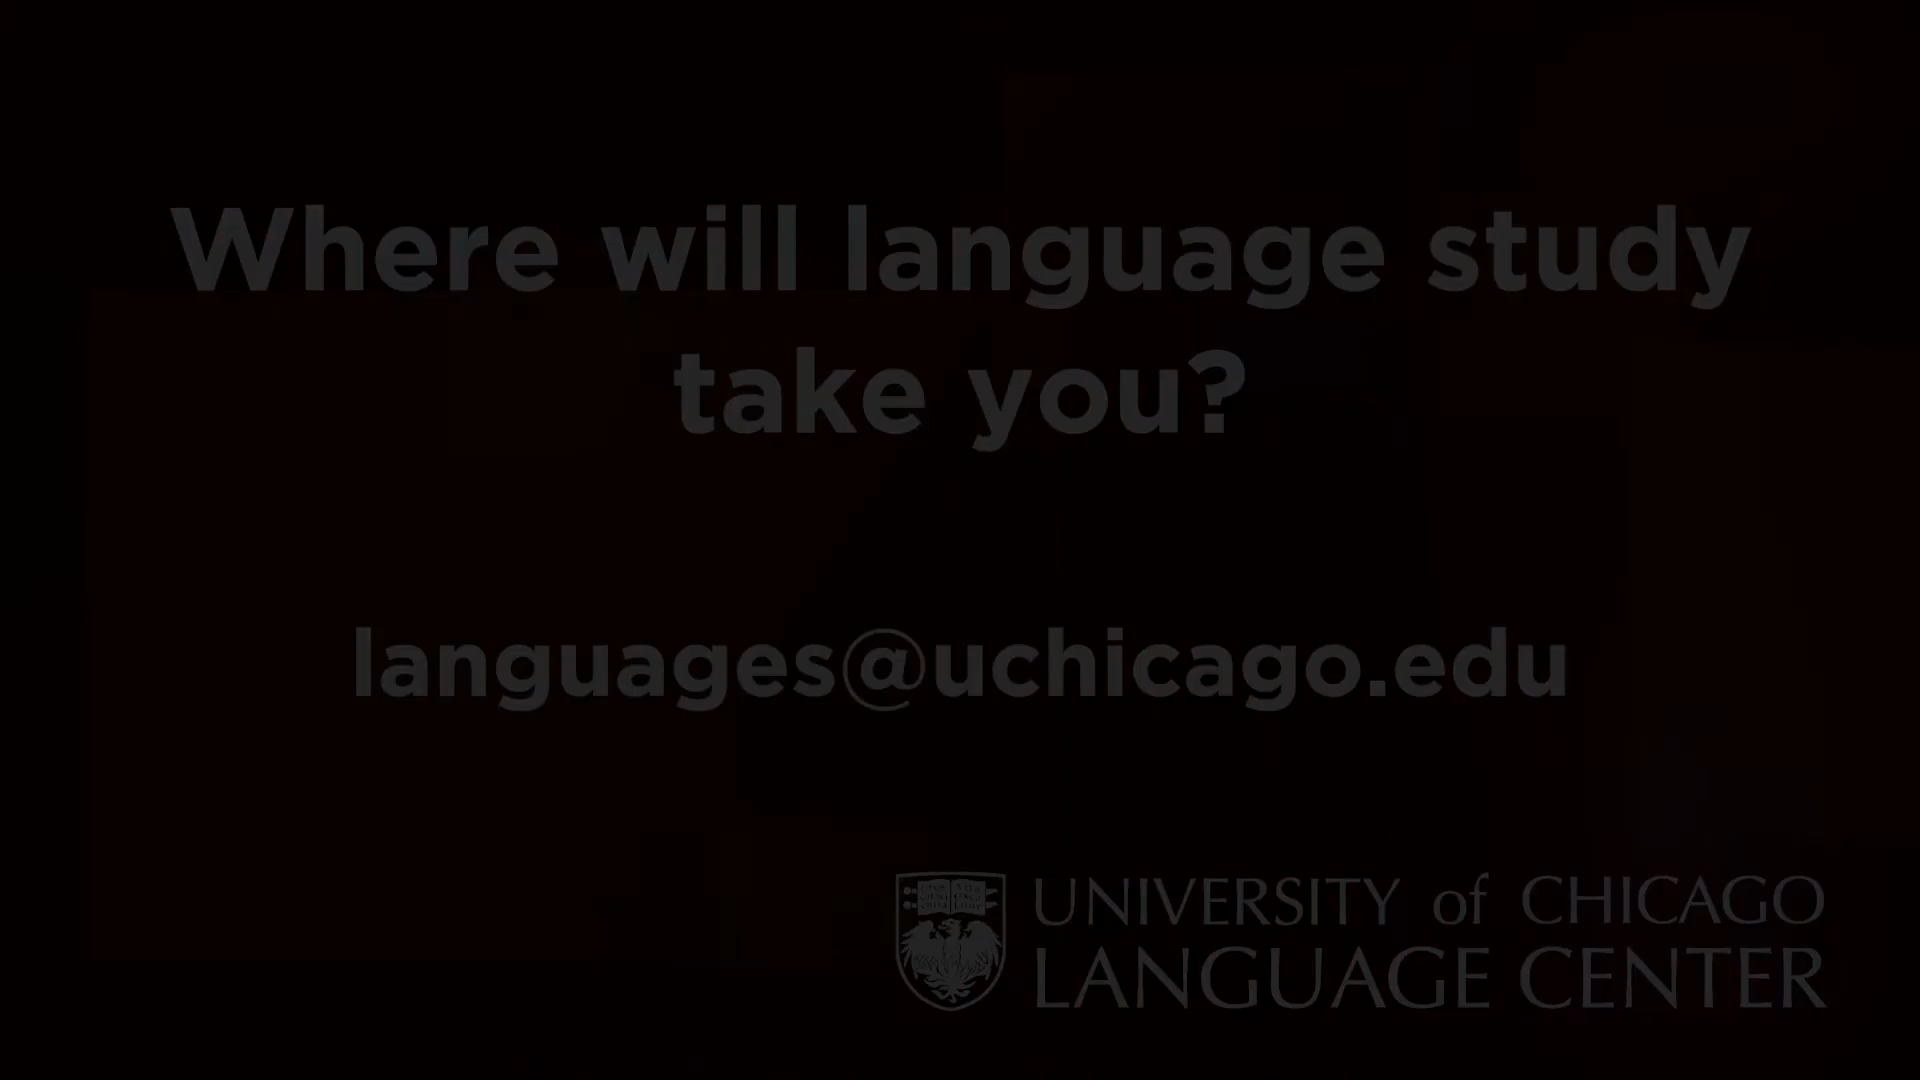 Where will language study
take you?
languages@uchicago.edu
UNIVERSITY of CHICAGO
LANGUAGE CENTER